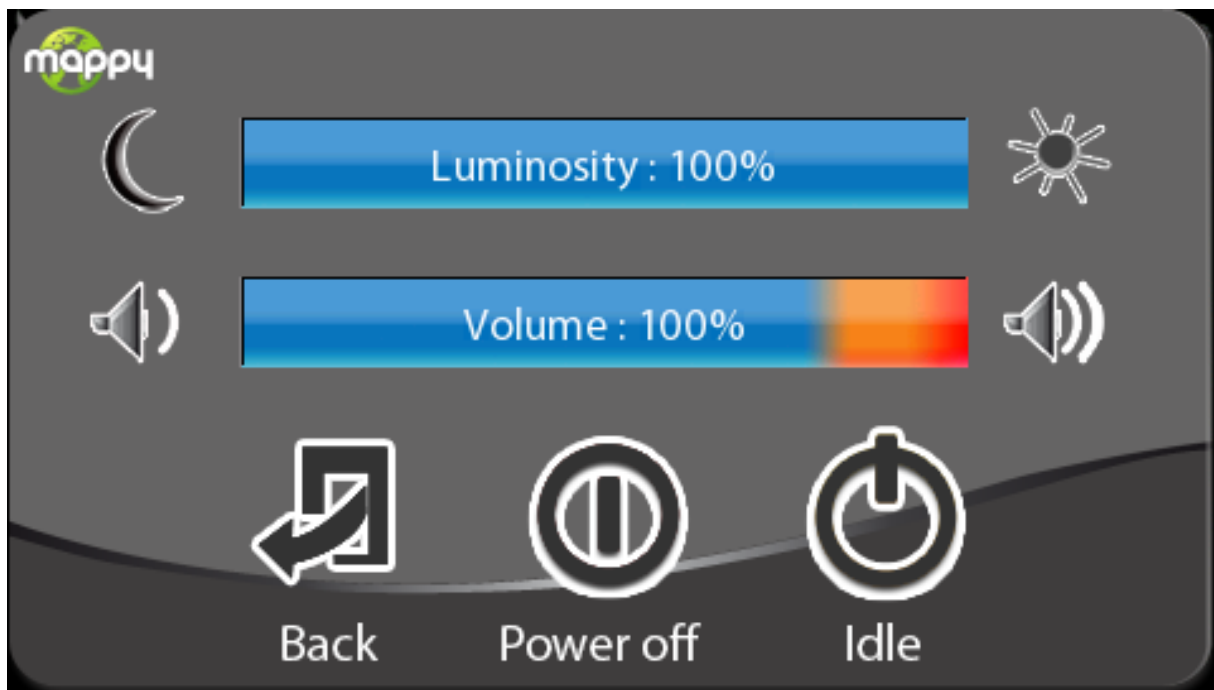 mappy
Luminosity : 100%
Volume : 100%
Back
Power off
Idle